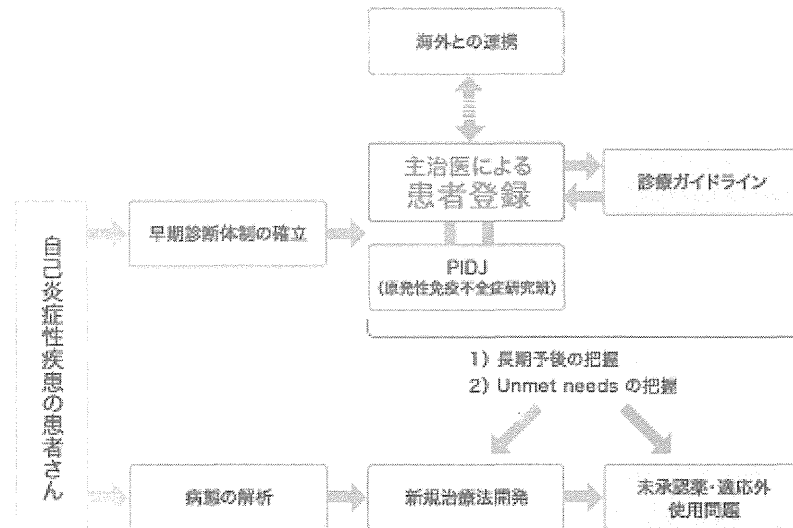 海外との連携
主治医による
患者登録
診療ガイドライン
早期診断体制の確立
PIDJ
(原発性免疫不全症研究班)
自己炎症性疾患の患者さん
1) 長期予後の把握
2) Unmet needs の把握
病態の解析
新規治療法開発
未承認薬・適応外
使用問題